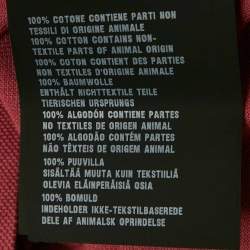 100% COTONE CONTIENE PARTI NON
TESSILI DI ORIGINE ANIMALE
100% COTTON CONTAINS NON-
TEXTILE PARTS OF ANIMAL ORIGIN
100% COTON CONTIENT DES PARTIES
NON TEXTILES D'ORIGINE ANIMALE
100% BAUMWOLLE
ENTHÄLT NICHTTEXTILE TEILE
TIERISCHEN URSPRUNGS
100% ALGODÓN CONTIENE PARTES
NO TEXTILES DE ORIGEN ANIMAL
100% ALGODÃO CONTÉM PARTES
NÃO TÊXTEIS DE ORIGEM ANIMAL
100% PUUVILLA
SISÄLTÄÄ MUUTA KUIN TEKSTIILIÄ
OLEVIA ELÄINPERÄISIÄ OSIA
100% BOMULD
INDEHOLDER IKKE-TEKSTILBASEREDE
DELE AF ANIMALSK OPRINDELSE